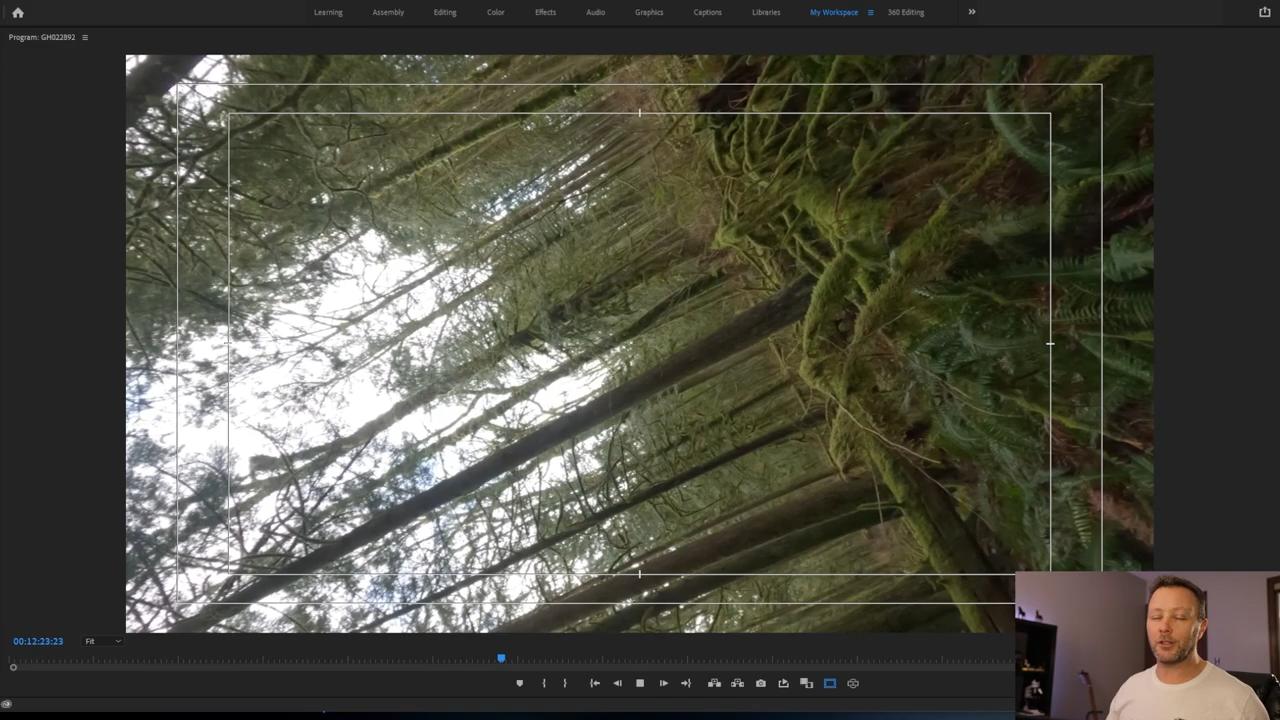 Learning Assembly Editing Color Effects Audio Graphics Captions Libraries My Workspace 360 Editing
Program: GH022892
00:12:23:23 Fit